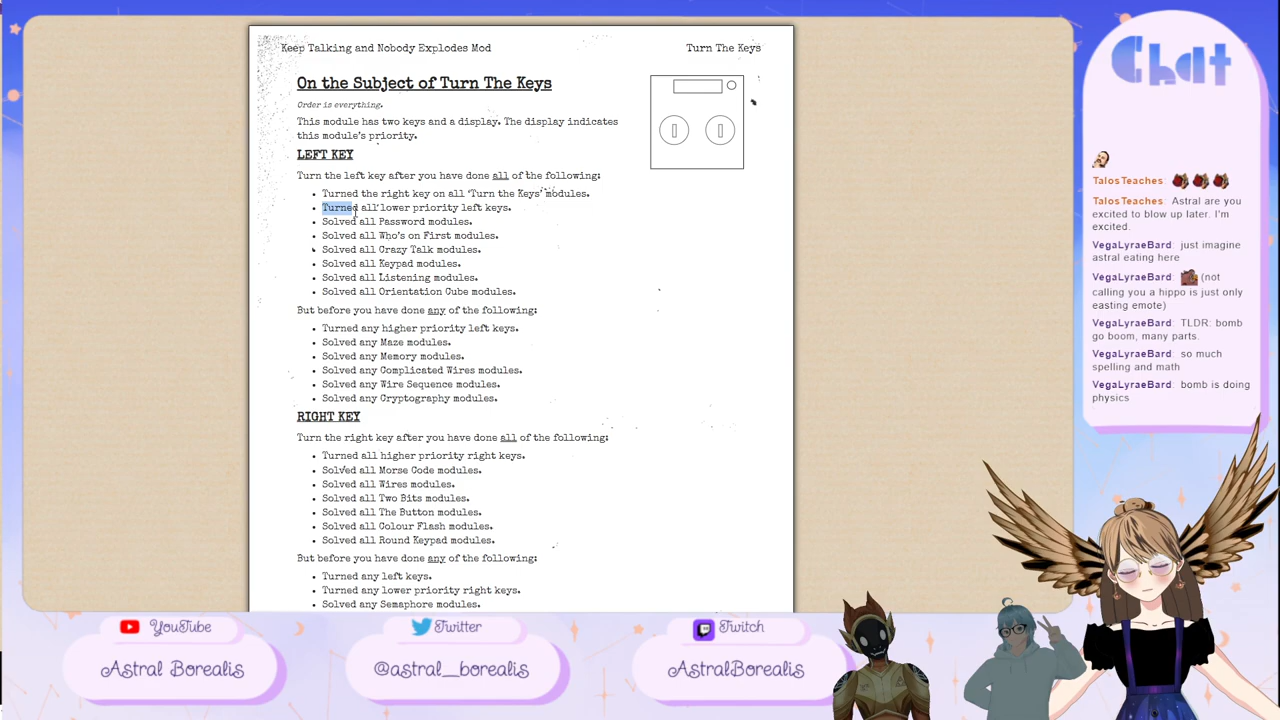 Keep Talking and Nobody Explodes Mod
Turn The Keys
On the Subject of Turn The Keys
Order is everything.
This module has two keys and a display. The display indicates
this module's priority.
LEFT KEY
Turn the left key after you have done all of the following:
• Turned the right key on all 'Turn the Keys' modules.
• Turned all lower priority left keys.
• Solved all Password modules.
• Solved all Who's on First modules.
• Solved all Crazy Talk modules.
• Solved all Keypad modules.
• Solved all Listening modules.
• Solved all Orientation Cube modules.
But before you have done any of the following:
• Turned any higher priority left keys.
• Solved any Maze modules.
• Solved any Memory modules.
• Solved any Complicated Wires modules.
• Solved any Wire Sequence modules.
• Solved any Cryptography modules.
RIGHT KEY
Turn the right key after you have done all of the following:
• Turned all higher priority right keys.
• Solved all Morse Code modules.
• Solved all Wires modules.
• Solved all Two Bits modules.
• Solved all The Button modules.
• Solved all Colour Flash modules.
• Solved all Round Keypad modules.
But before you have done any of the following:
• Turned any left keys.
• Turned any lower priority right keys.
• Solved any Semaphore modules.
Chat
TalosTeaches:
TalosTeaches: Astral are you
excited to blow up later. I'm
excited.
VegaLyraeBard: just imagine
astral eating here
VegaLyraeBard: (not
calling you a hippo is just only
easting emote)
VegaLyraeBard: TLDR: bomb
go boom, many parts.
VegaLyraeBard: so much
spelling and math
VegaLyraeBard: bomb is doing
physics
YouTube
Astral Borealis
Twitter
@astral__borealis
Twitch
AstralBorealis